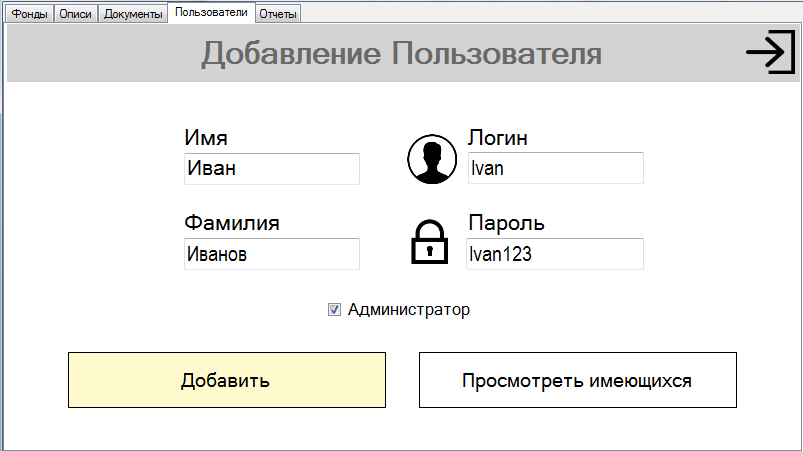 Фонды Описи Документы Пользователи Отчеты
Добавление Пользователя
Имя Логин
Иван Ivan
Фамилия Пароль
Иванов Ivan123
Администратор
Добавить Просмотреть имеющихся